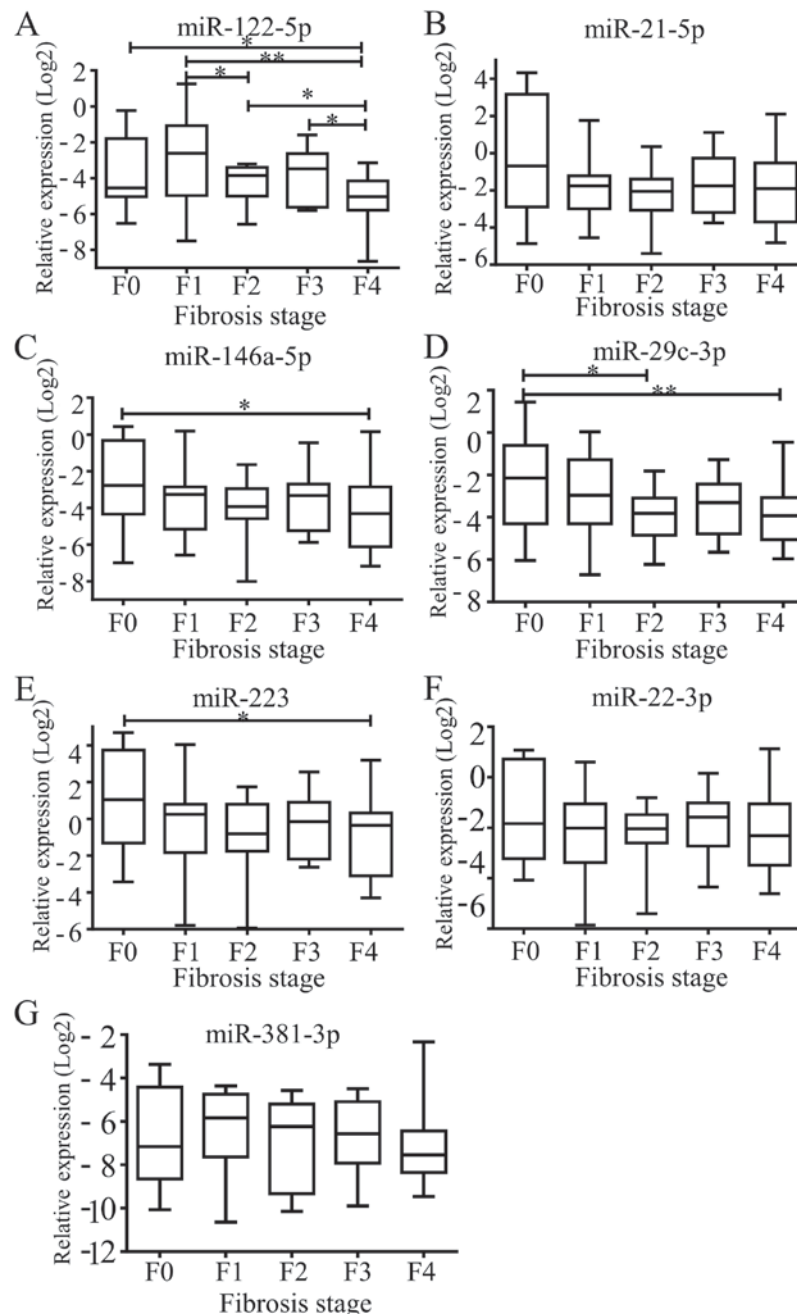 A
miR-122-5p
*
**
*
*
*
Relative expression (Log2)
2
0
-2
-4
-6
-8
F0 F1 F2 F3 F4
Fibrosis stage
B
miR-21-5p
Relative expression (Log2)
4
2
0
-2
-4
6
F0 F1 F2 F3 F4
Fibrosis stage
C
miR-146a-5p
*
Relative expression (Log2)
2
0
-2
-4
-6
-8
F0 F1 F2 F3 F4
Fibrosis stage
D
miR-29c-3p
*
**
Relative expression (Log2)
2
0
-2
-4
-6
8
F0 F1 F2 F3 F4
Fibrosis stage
E
miR-223
*
Relative expression (Log2)
4
2
0
-2
-4
-6
F0 F1 F2 F3 F4
Fibrosis stage
F
miR-22-3p
Relative expression (Log2)
2
0
-2
-4
-6
F0 F1 F2 F3 F4
Fibrosis stage
G
miR-381-3p
Relative expression (Log2)
-2
-4
-6
-8
-10
-12
F0 F1 F2 F3 F4
Fibrosis stage